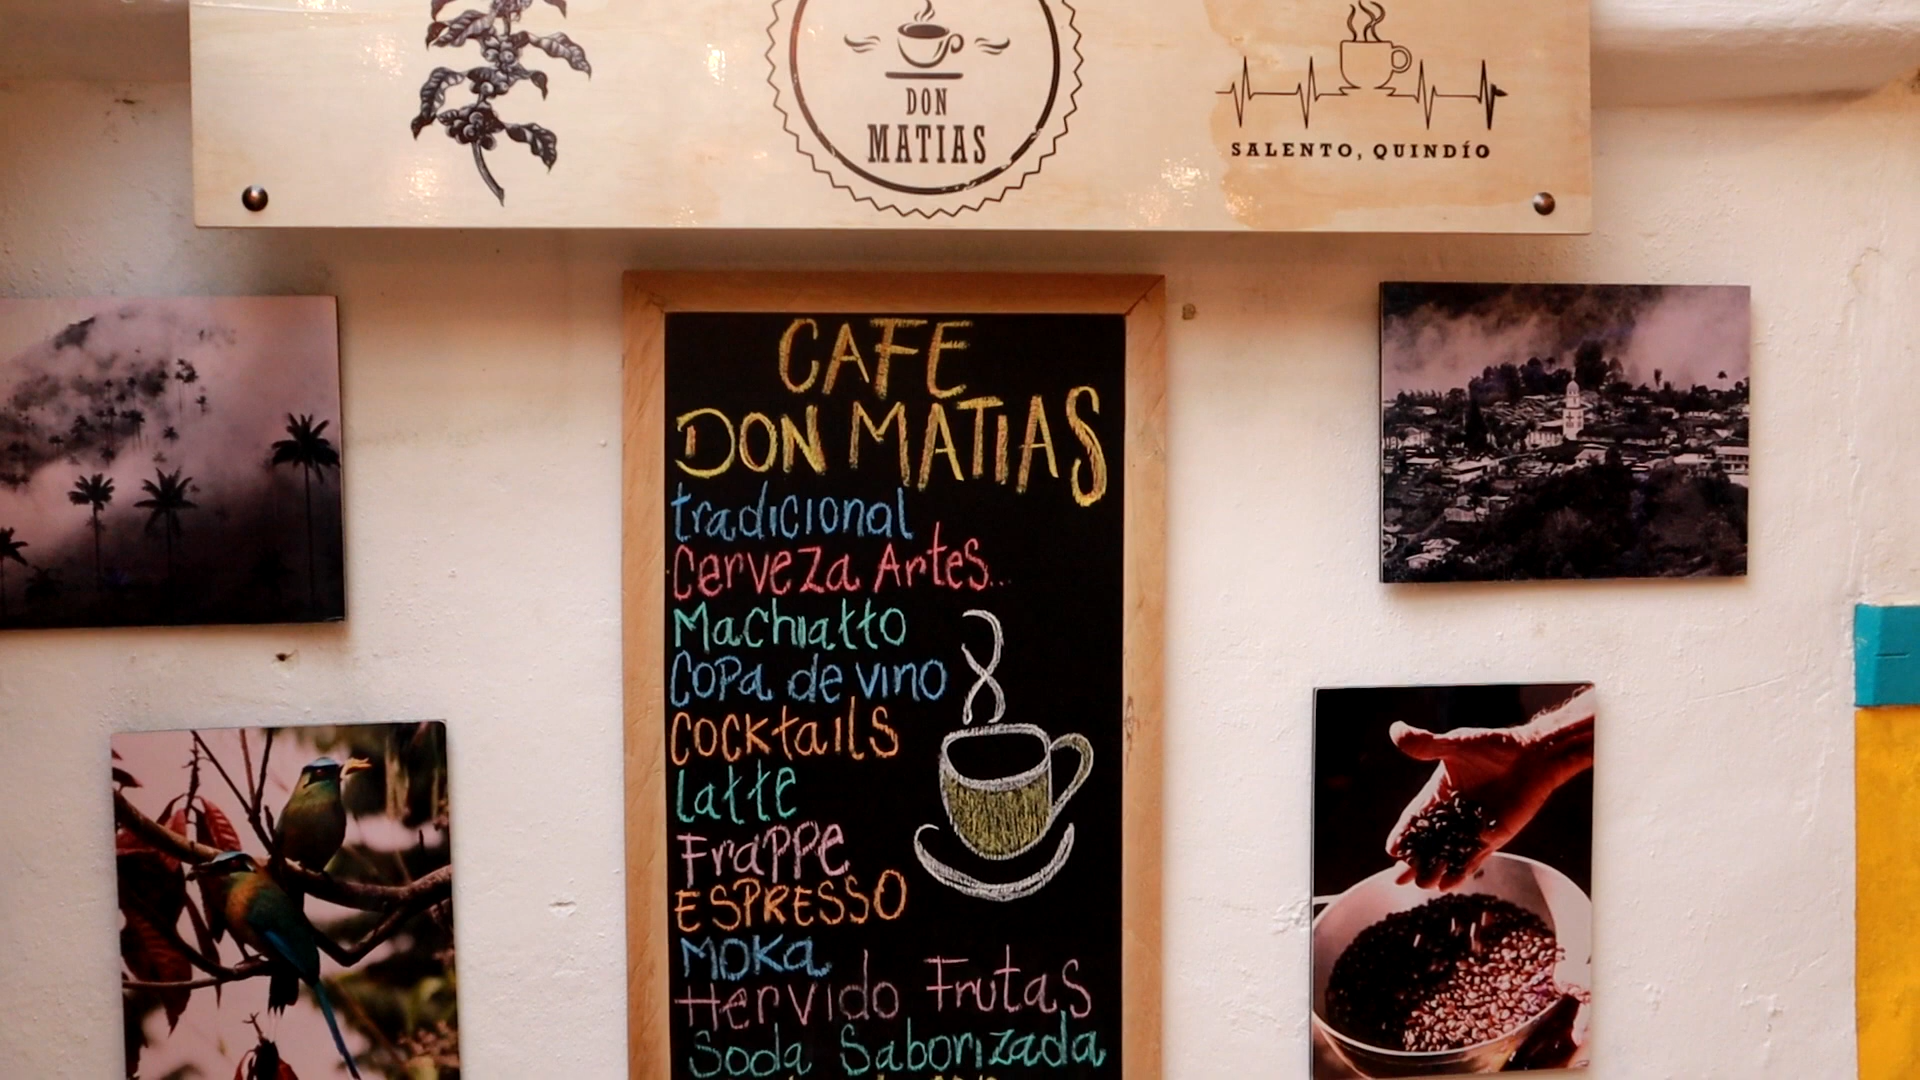 DON
MATIAS
SALENTO, QUINDÍO
CAFE
DON MATIAS
tradicional
Cerveza Artes...
Machiatto
Copa de vino
Cocktails
latte
Frappe
ESPRESSO
MOKa
Hervido Frutas
Soda Saborizada